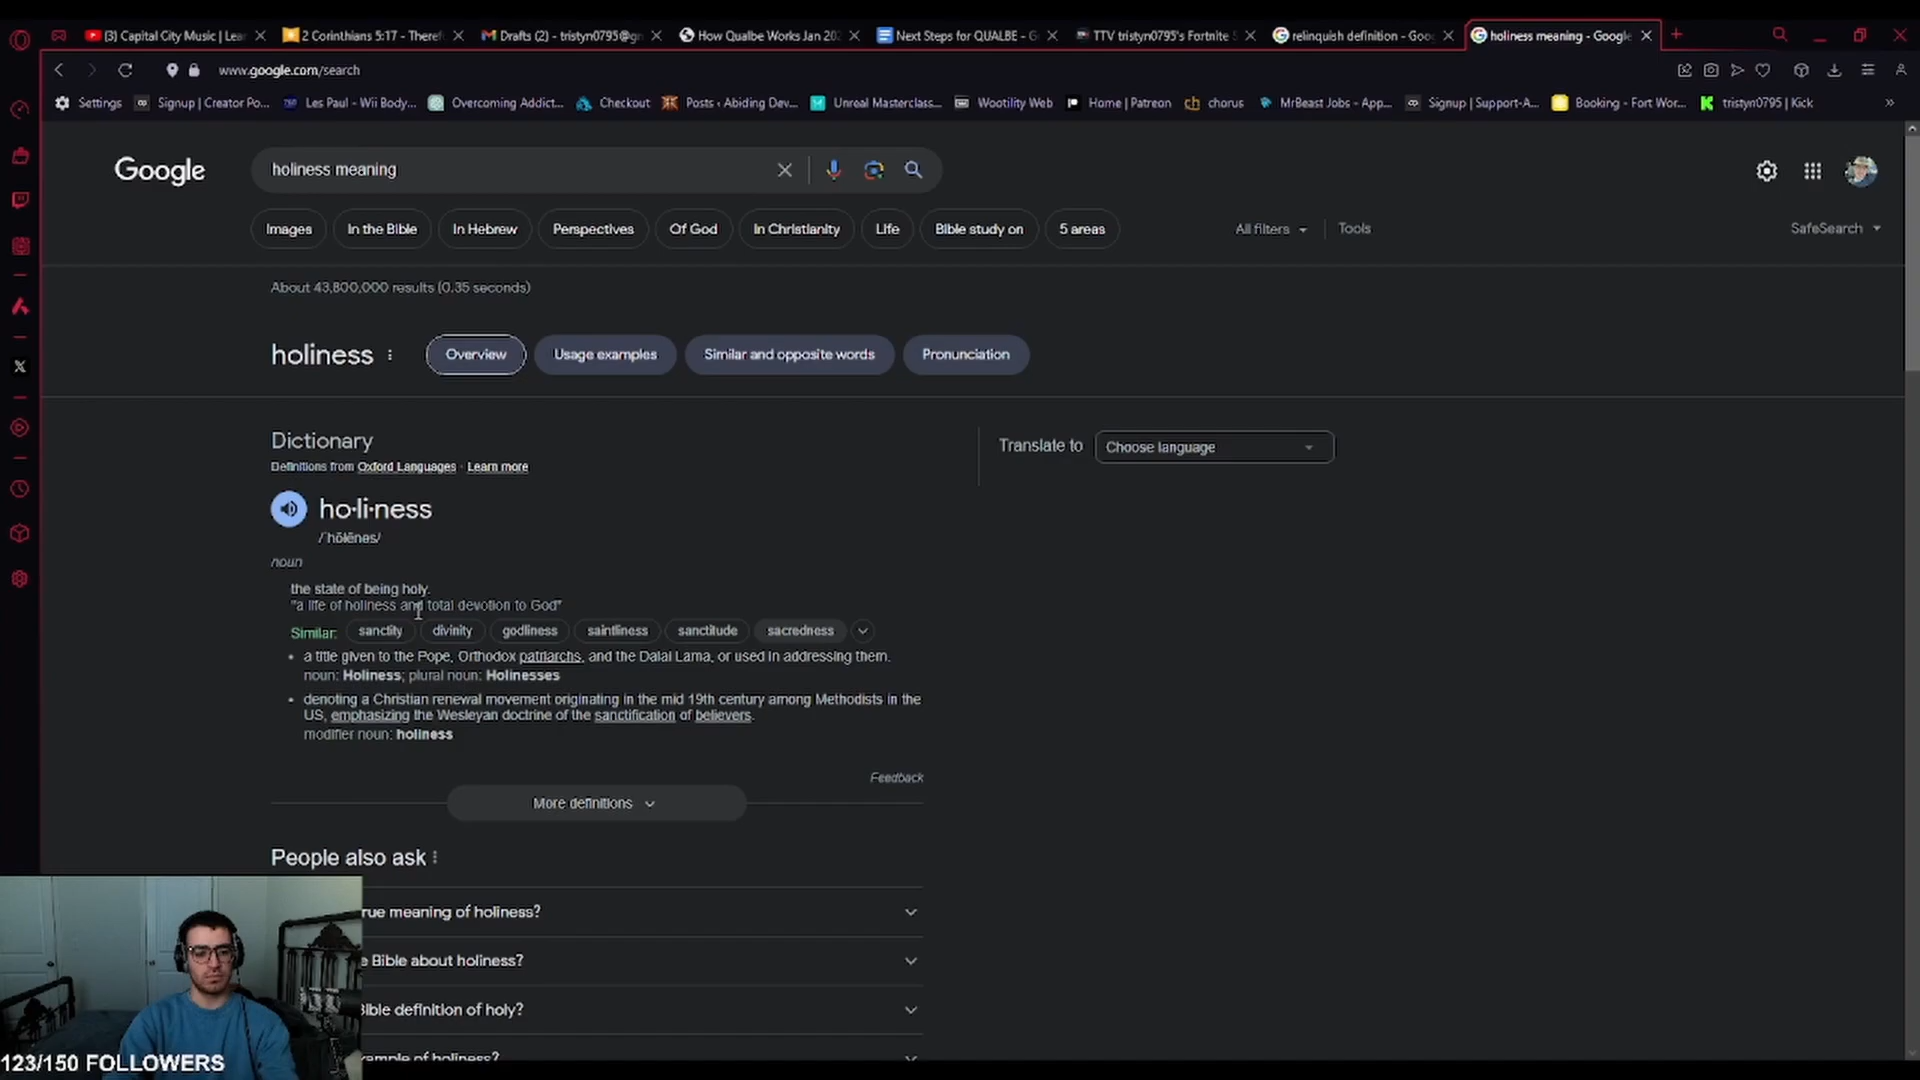 (3) Capital City Music | Lea
2 Corinthians 5:17 - Theref
Drafts (2) - tristyn0795@g
How Qualbe Works Jan 202
Next Steps for QUALBE - G
TTV tristyn0795's Fortnite S
relinquish definition - Goo
holiness meaning - Google
www.google.com/search
Settings
Signup | Creator Po...
Les Paul - Wii Body...
Overcoming Addict...
Checkout
Posts ‹ Abiding Dev...
Unreal Masterclass...
Wootility Web
Home | Patreon
chorus
MrBeast Jobs - App...
Signup | Support-A...
Booking - Fort Wor...
tristyn0795 | Kick
Google
holiness meaning
Images
In the Bible
In Hebrew
Perspectives
Of God
In Christianity
Life
Bible study on
5 areas
All filters
Tools
SafeSearch
About 43,800,000 results (0.35 seconds)
holiness
Overview
Usage examples
Similar and opposite words
Pronunciation
Dictionary
Definitions from Oxford Languages · Learn more
Translate to
Choose language
ho·li·ness
/ˈhōlēnəs/
noun
the state of being holy.
"a life of holiness and total devotion to God"
Similar:
sanctity
divinity
godliness
saintliness
sanctitude
sacredness
• a title given to the Pope, Orthodox patriarchs, and the Dalai Lama, or used in addressing them.
noun: Holiness; plural noun: Holinesses
• denoting a Christian renewal movement originating in the mid 19th century among Methodists in the
US, emphasizing the Wesleyan doctrine of the sanctification of believers.
modifier noun: holiness
Feedback
More definitions
People also ask
rue meaning of holiness?
Bible about holiness?
ible definition of holy?
xample of holiness?
123/150 FOLLOWERS